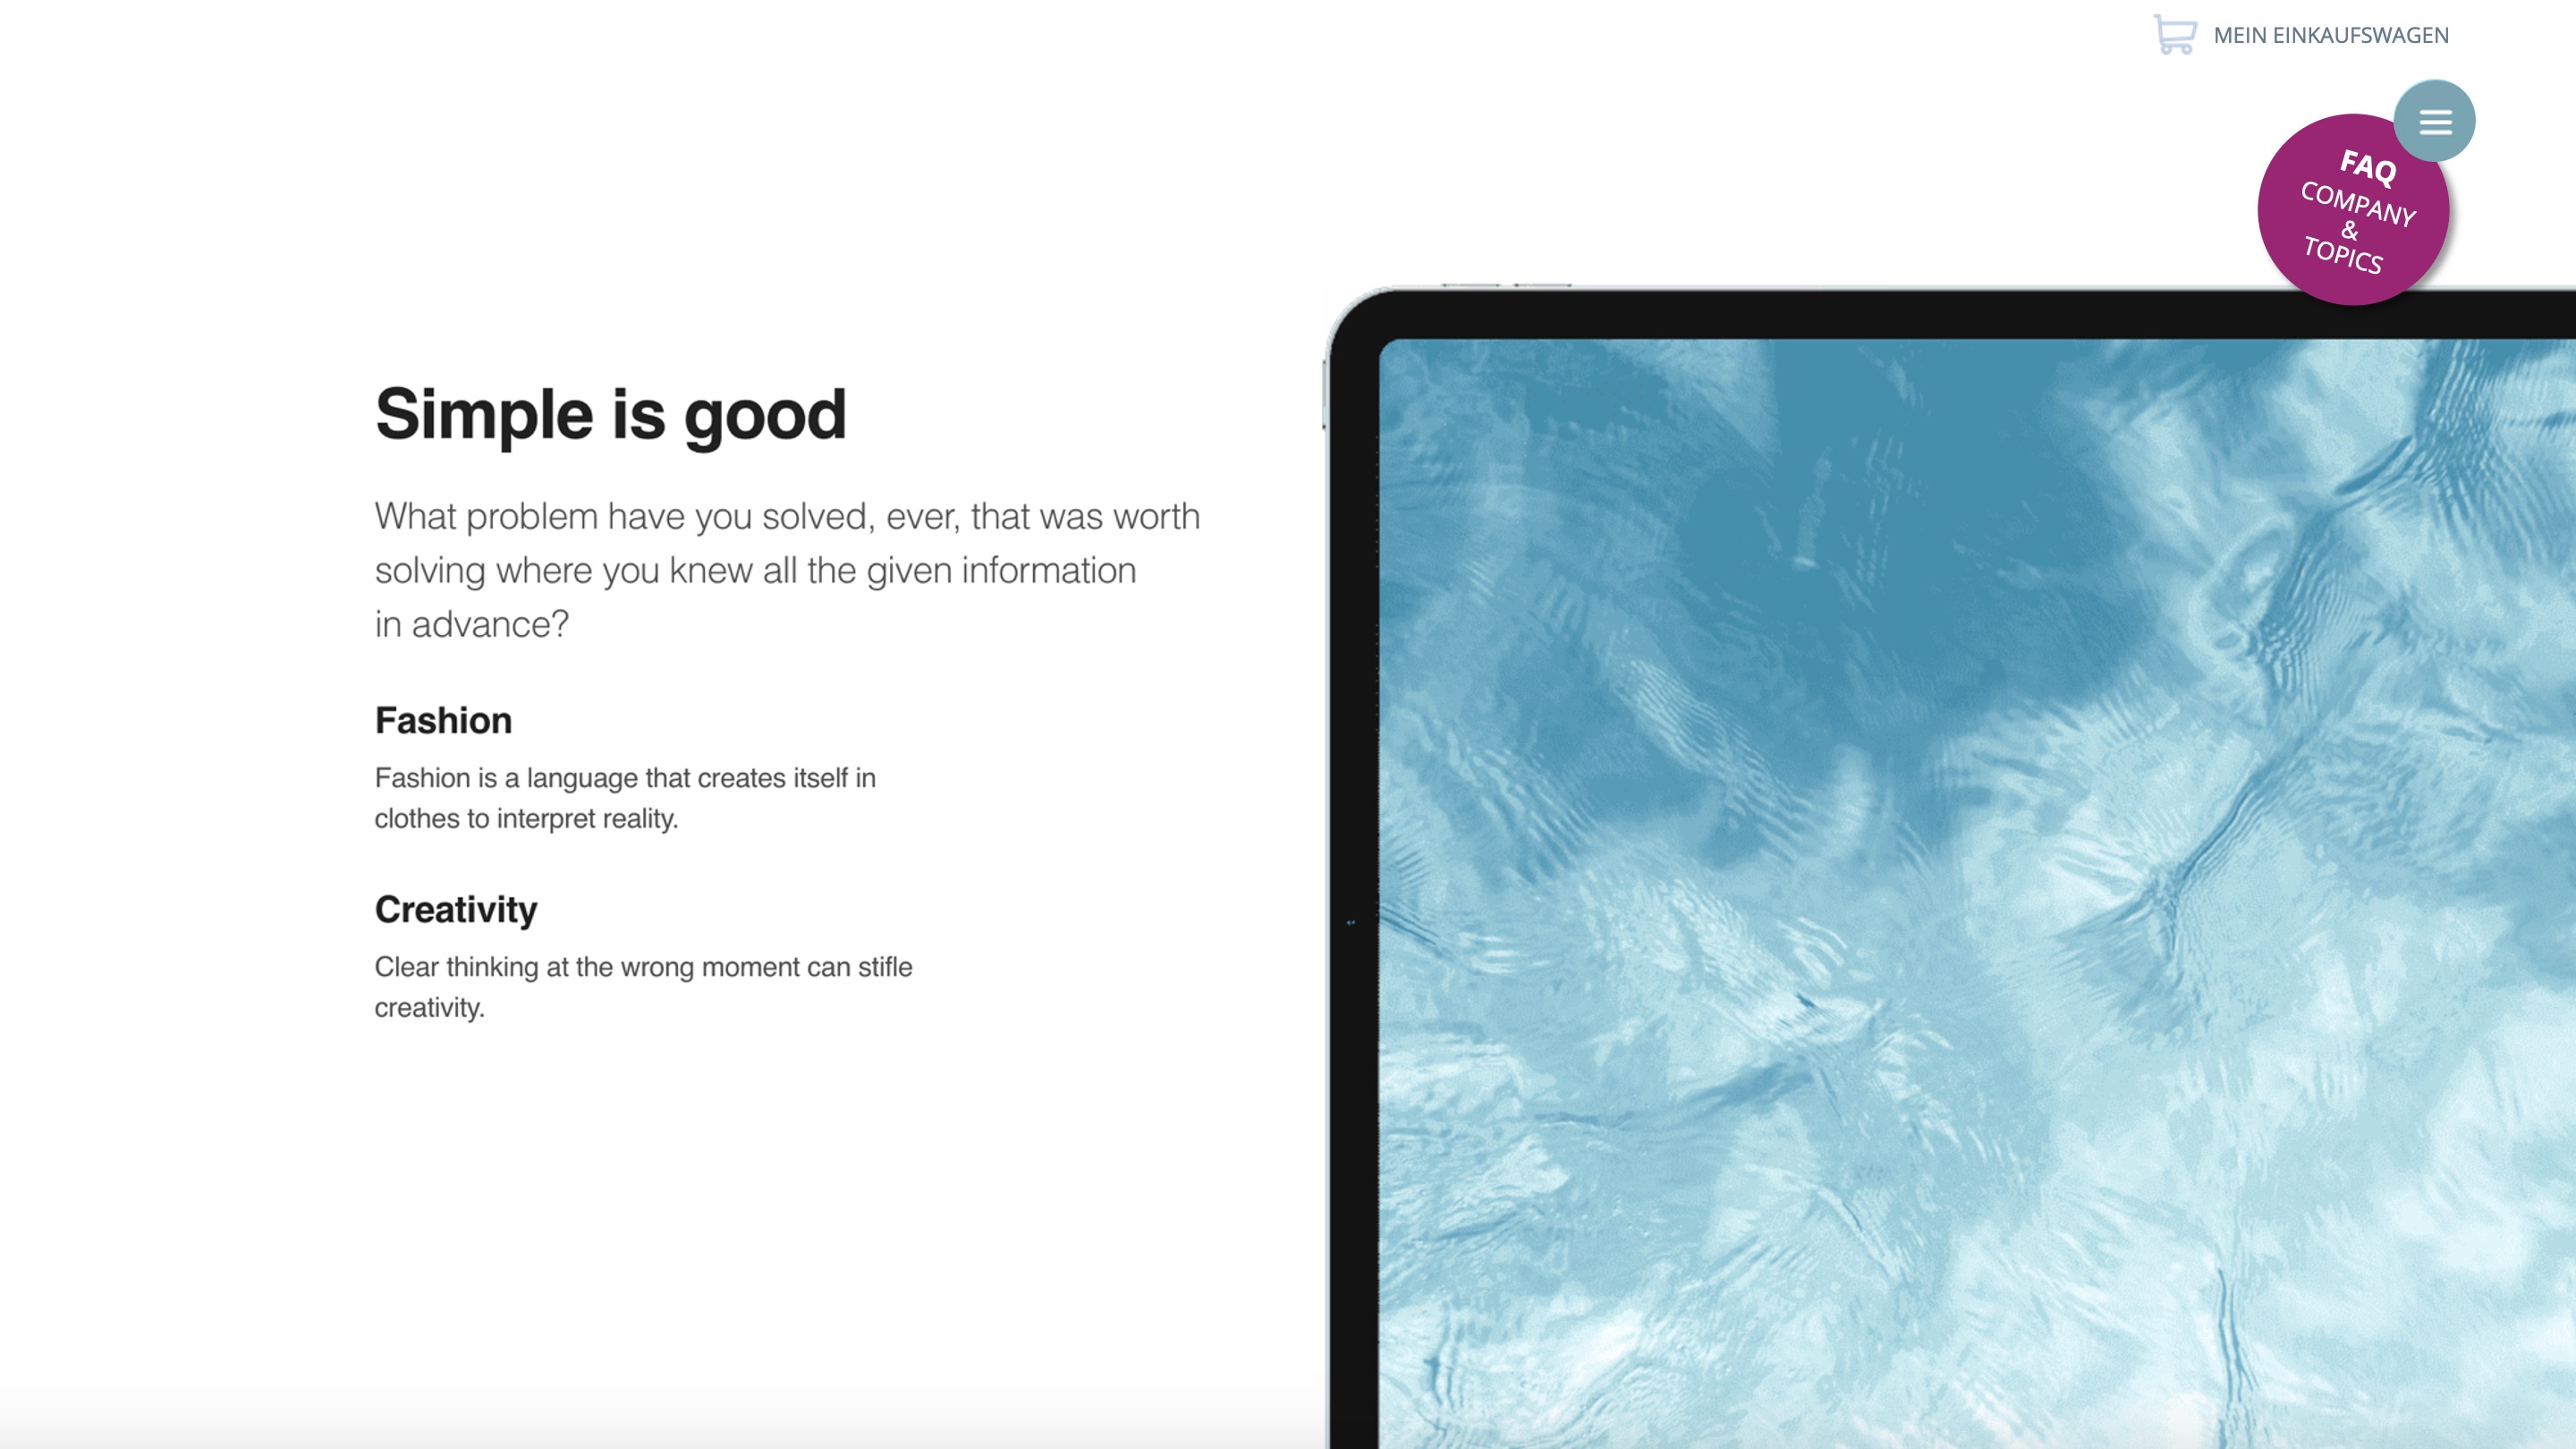 MEIN EINKAUFSWAGEN
FAQ
COMPANY
&
TOPICS
Simple is good
What problem have you solved, ever, that was worth
solving where you knew all the given information
in advance?
Fashion
Fashion is a language that creates itself in
clothes to interpret reality.
Creativity
Clear thinking at the wrong moment can stifle
creativity.